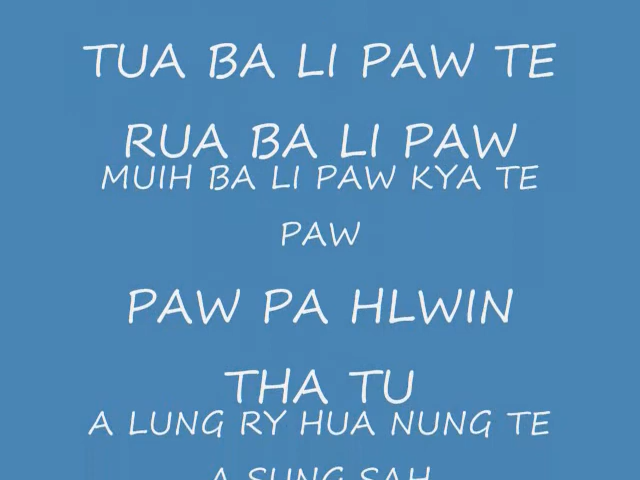 TUA BA LI PAW TE
RUA BA LI PAW
MUIH BA LI PAW KYA TE
PAW
PAW PA HLWIN
THA TU
A LUNG RY HUA NUNG TE
A SUNG SAH